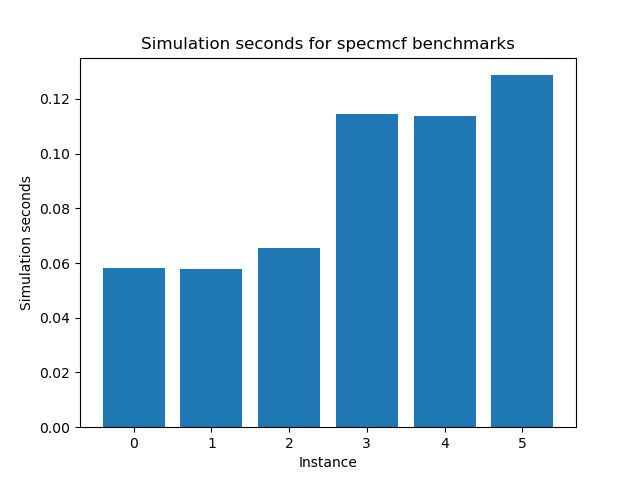 Simulation seconds for specmcf benchmarks
Simulation seconds
0.12
0.10
0.08
0.06
0.04
0.02
0.00
0 1 2 3 4 5
Instance